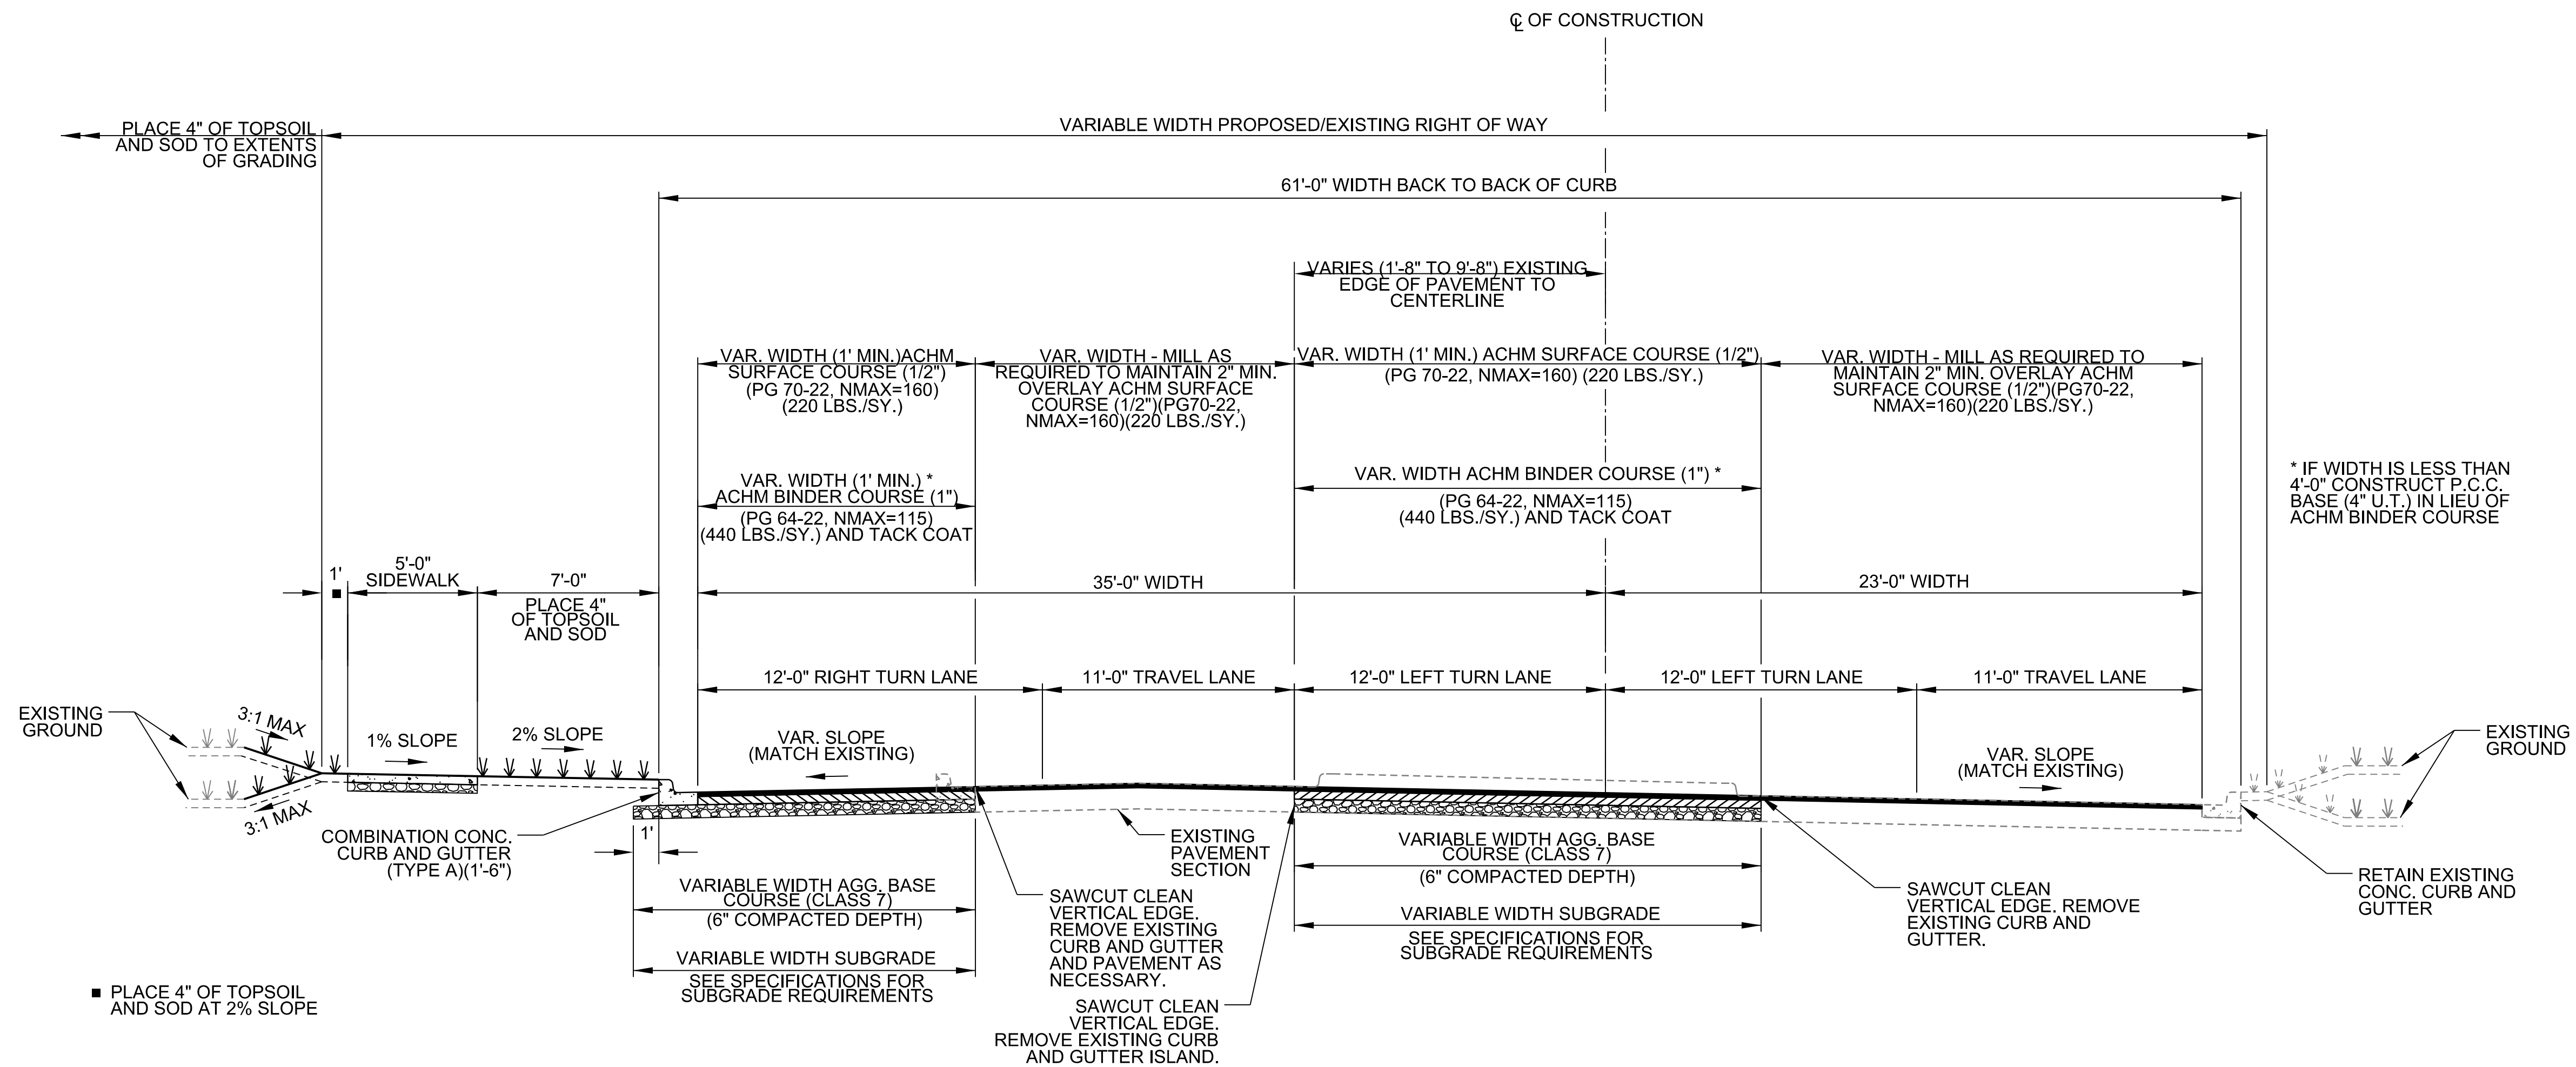 ℄ OF CONSTRUCTION
PLACE 4" OF TOPSOIL
AND SOD TO EXTENTS
OF GRADING
VARIABLE WIDTH PROPOSED/EXISTING RIGHT OF WAY
61'-0" WIDTH BACK TO BACK OF CURB
VARIES (1'-8" TO 9'-8") EXISTING
EDGE OF PAVEMENT TO
CENTERLINE
VAR. WIDTH (1' MIN.)ACHM
SURFACE COURSE (1/2")
(PG 70-22, NMAX=160)
(220 LBS./SY.)
VAR. WIDTH - MILL AS
REQUIRED TO MAINTAIN 2" MIN.
OVERLAY ACHM SURFACE
COURSE (1/2")(PG70-22,
NMAX=160)(220 LBS./SY.)
VAR. WIDTH (1' MIN.) ACHM SURFACE COURSE (1/2")
(PG 70-22, NMAX=160) (220 LBS./SY.)
VAR. WIDTH - MILL AS REQUIRED TO
MAINTAIN 2" MIN. OVERLAY ACHM
SURFACE COURSE (1/2")(PG70-22,
NMAX=160)(220 LBS./SY.)
VAR. WIDTH (1' MIN.) *
ACHM BINDER COURSE (1")
(PG 64-22, NMAX=115)
(440 LBS./SY.) AND TACK COAT
VAR. WIDTH ACHM BINDER COURSE (1") *
(PG 64-22, NMAX=115)
(440 LBS./SY.) AND TACK COAT
* IF WIDTH IS LESS THAN
4'-0" CONSTRUCT P.C.C.
BASE (4" U.T.) IN LIEU OF
ACHM BINDER COURSE
1'
■
5'-0"
SIDEWALK
7'-0"
PLACE 4"
OF TOPSOIL
AND SOD
35'-0" WIDTH
23'-0" WIDTH
12'-0" RIGHT TURN LANE
11'-0" TRAVEL LANE
12'-0" LEFT TURN LANE
12'-0" LEFT TURN LANE
11'-0" TRAVEL LANE
EXISTING
GROUND
3:1 MAX
3:1 MAX
1% SLOPE
2% SLOPE
VAR. SLOPE
(MATCH EXISTING)
VAR. SLOPE
(MATCH EXISTING)
EXISTING
GROUND
COMBINATION CONC.
CURB AND GUTTER
(TYPE A)(1'-6")
1'
EXISTING
PAVEMENT
SECTION
VARIABLE WIDTH AGG. BASE
COURSE (CLASS 7)
(6" COMPACTED DEPTH)
VARIABLE WIDTH SUBGRADE
SEE SPECIFICATIONS FOR
SUBGRADE REQUIREMENTS
SAWCUT CLEAN
VERTICAL EDGE.
REMOVE EXISTING
CURB AND GUTTER
AND PAVEMENT AS
NECESSARY.
SAWCUT CLEAN
VERTICAL EDGE.
REMOVE EXISTING CURB
AND GUTTER ISLAND.
VARIABLE WIDTH AGG. BASE
COURSE (CLASS 7)
(6" COMPACTED DEPTH)
VARIABLE WIDTH SUBGRADE
SEE SPECIFICATIONS FOR
SUBGRADE REQUIREMENTS
SAWCUT CLEAN
VERTICAL EDGE. REMOVE
EXISTING CURB AND
GUTTER.
RETAIN EXISTING
CONC. CURB AND
GUTTER
■ PLACE 4" OF TOPSOIL
AND SOD AT 2% SLOPE